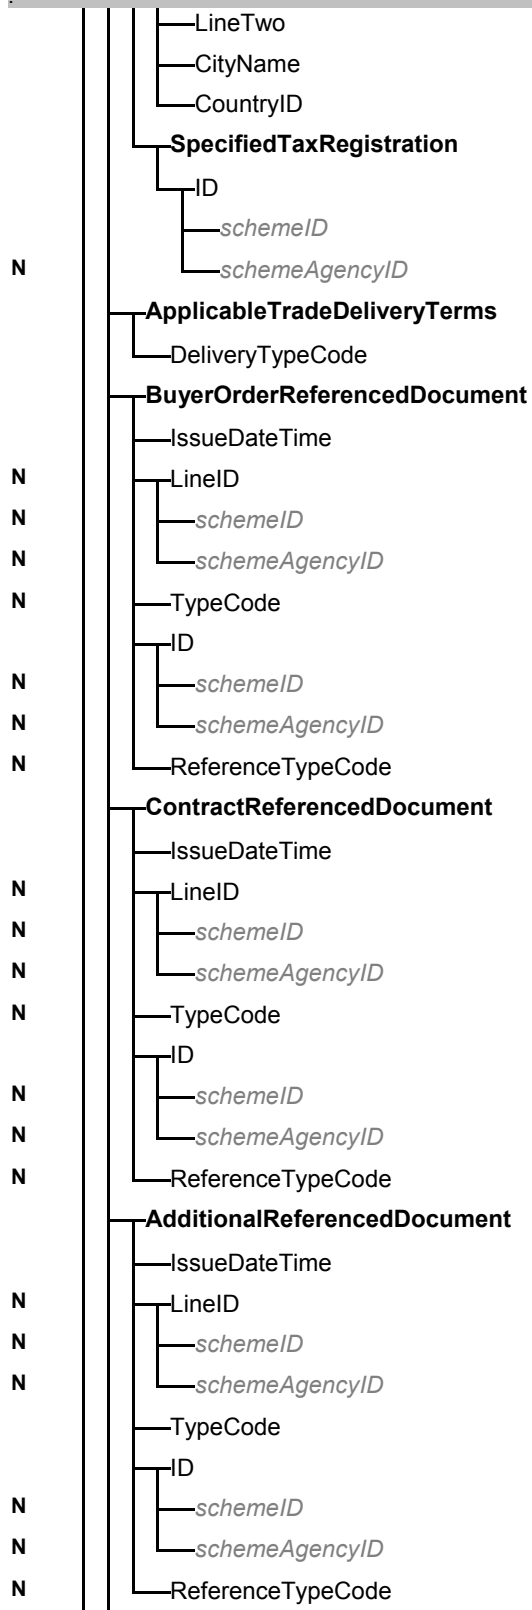 LineTwo
CityName
CountryID
SpecifiedTaxRegistration
ID
schemeID
N schemeAgencyID
ApplicableTradeDeliveryTerms
DeliveryTypeCode
BuyerOrderReferencedDocument
IssueDateTime
N LineID
N schemeID
N schemeAgencyID
N TypeCode
ID
N schemeID
N schemeAgencyID
N ReferenceTypeCode
ContractReferencedDocument
IssueDateTime
N LineID
N schemeID
N schemeAgencyID
N TypeCode
ID
N schemeID
N schemeAgencyID
N ReferenceTypeCode
AdditionalReferencedDocument
IssueDateTime
N LineID
N schemeID
N schemeAgencyID
TypeCode
ID
N schemeID
N schemeAgencyID
N ReferenceTypeCode